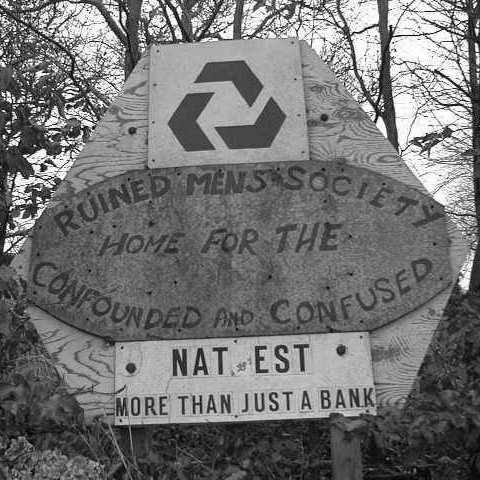 RUINED MENS SOCIETY
HOME FOR THE
CONFOUNDED AND CONFUSED
NAT EST
MORE THAN JUST A BANK